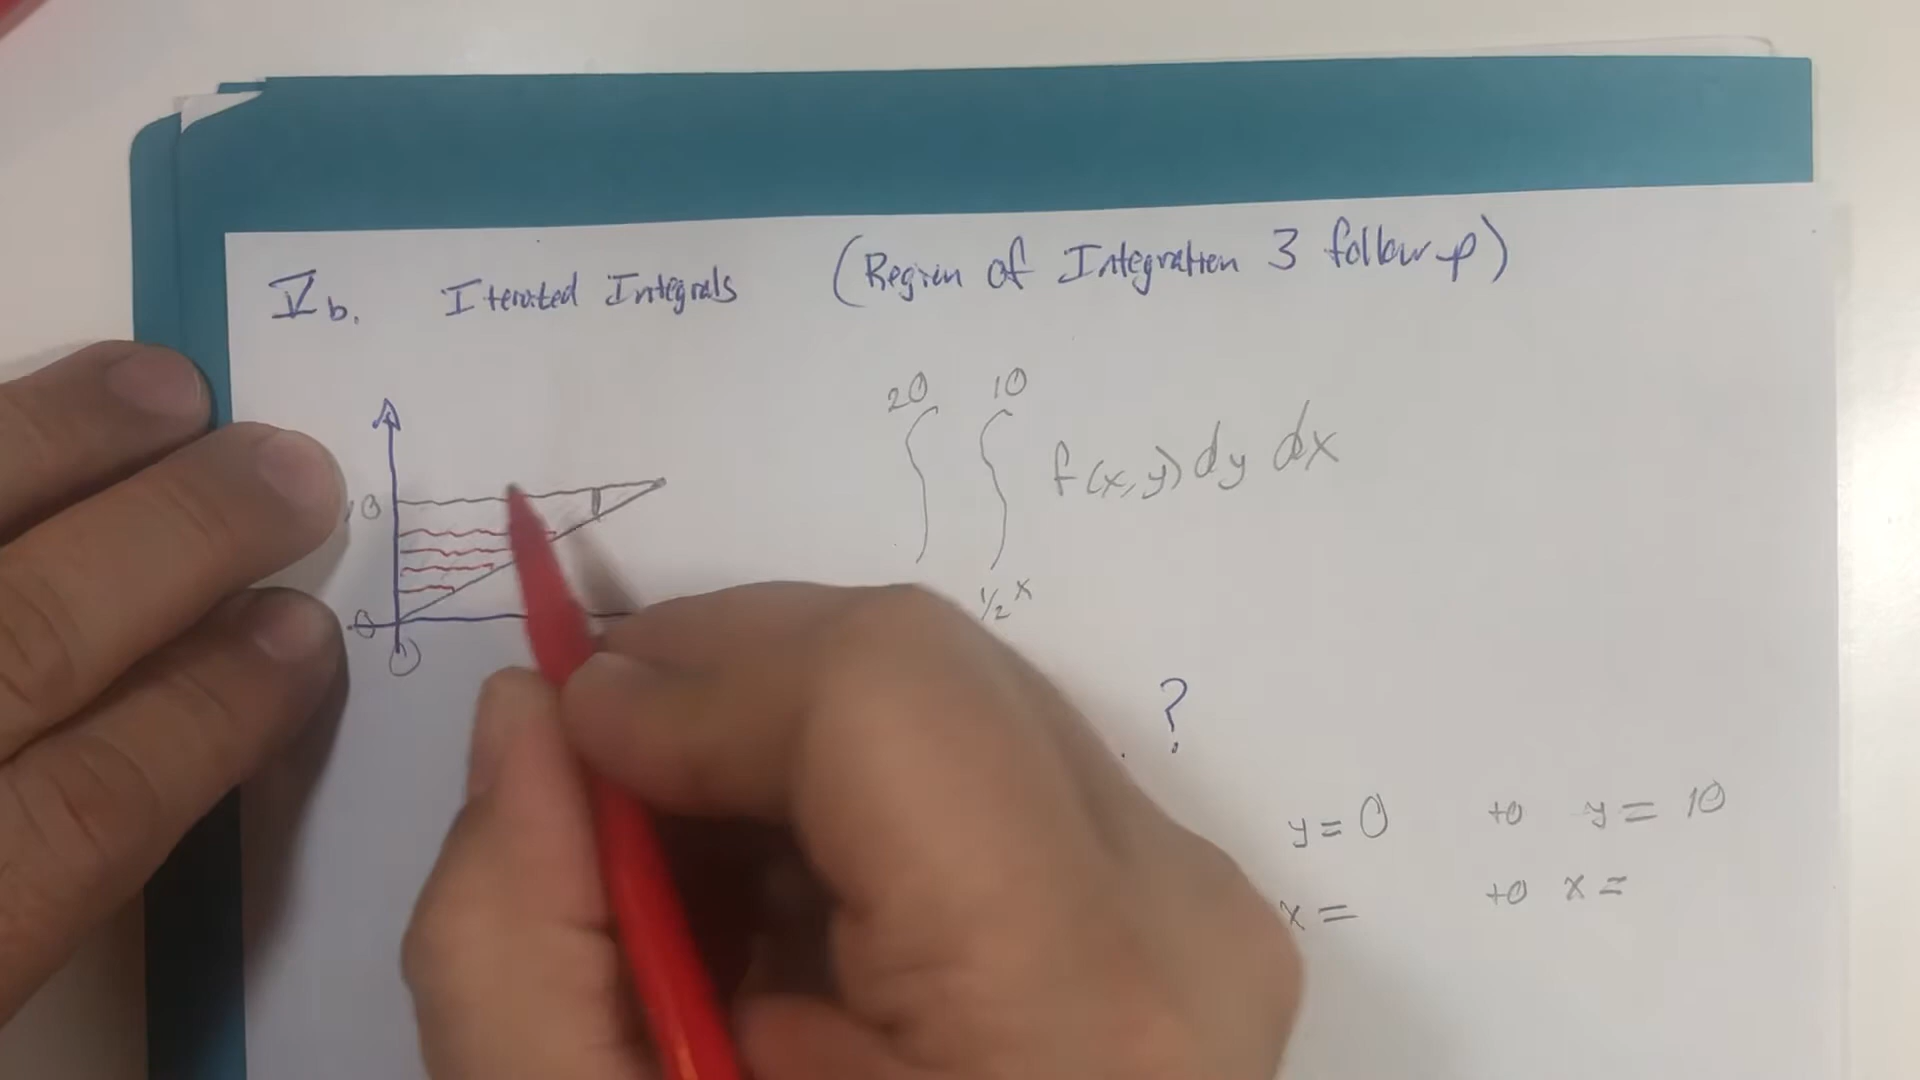 V b. Iterated Integrals (Region of Integration 3 follow up)
20 10
∫ ∫ f(x,y) dy dx
1/2 x
10
0
0
?
y = 0 to y = 10
x = to x =